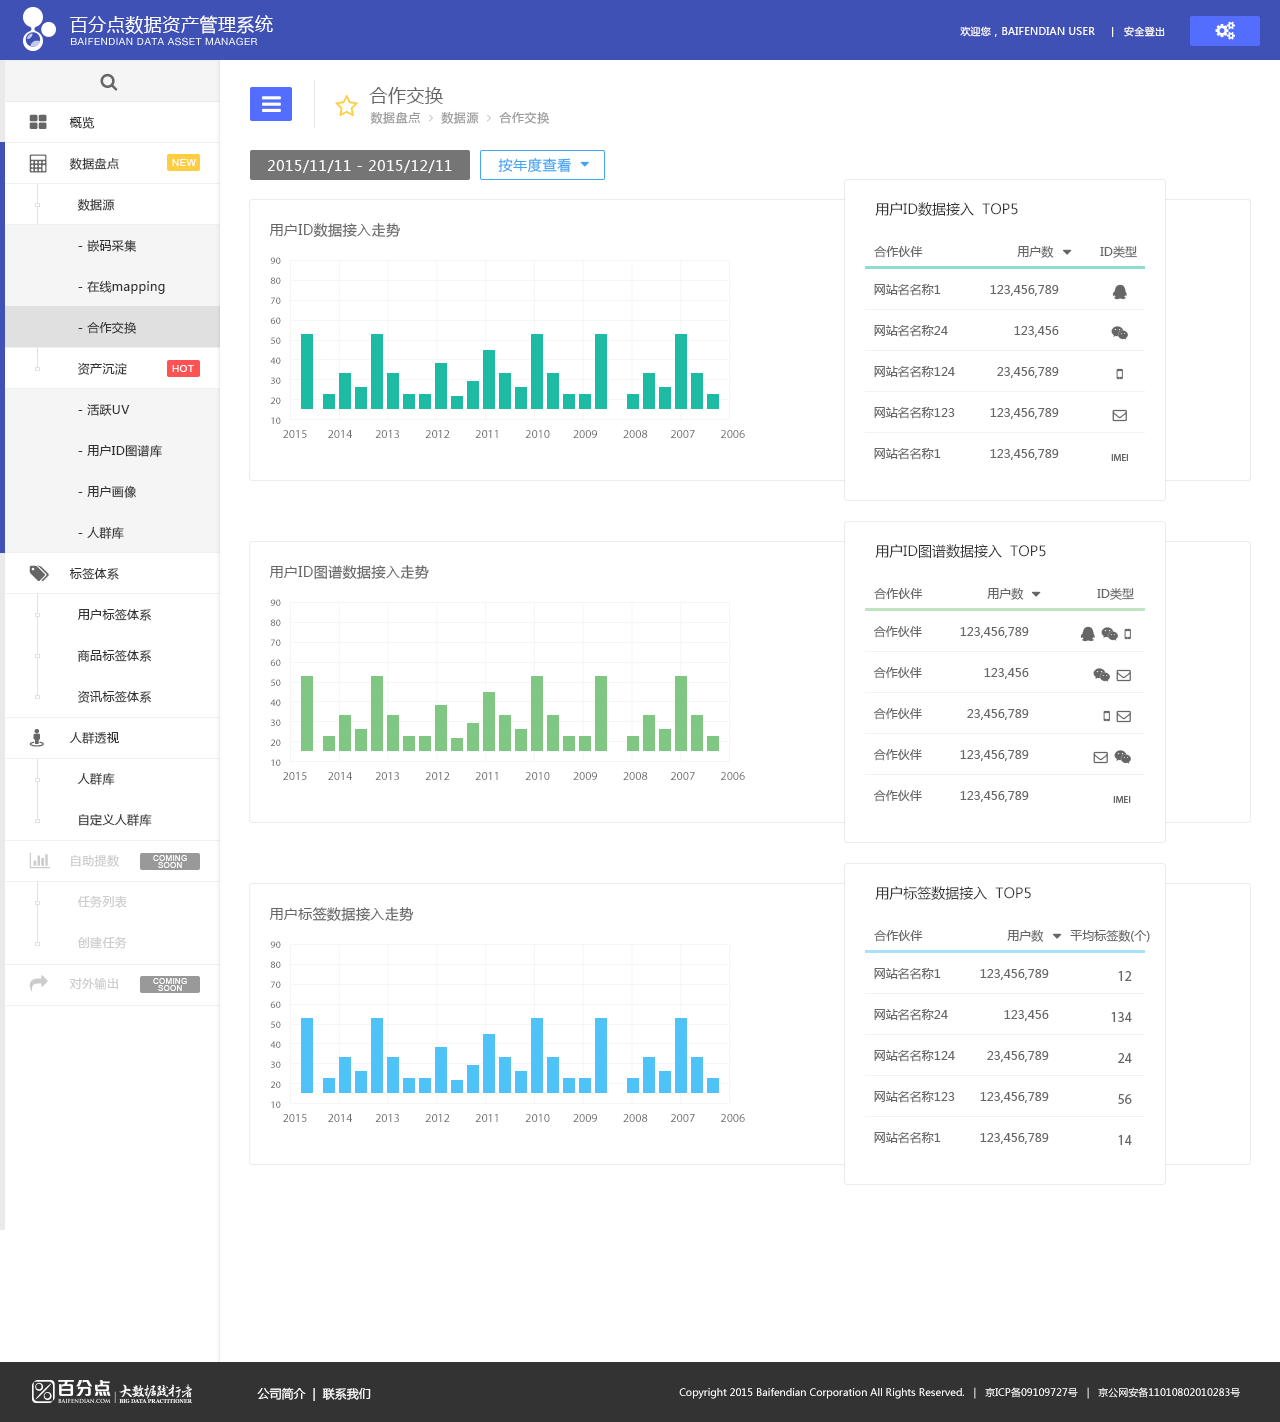 百分点数据资产管理系统
BAIFENDIAN DATA ASSET MANAGER
欢迎您 , BAIFENDIAN USER | 安全登出
概览
数据盘点 NEW
数据源
- 嵌码采集
- 在线mapping
- 合作交换
资产沉淀 HOT
- 活跃UV
- 用户ID图谱库
- 用户画像
- 人群库
标签体系
用户标签体系
商品标签体系
资讯标签体系
人群透视
人群库
自定义人群库
自助提数 COMING SOON
任务列表
创建任务
对外输出 COMING SOON
合作交换
数据盘点 > 数据源 > 合作交换
2015/11/11 - 2015/12/11 按年度查看
用户ID数据接入走势
90
80
70
60
50
40
30
20
10
2015 2014 2013 2012 2011 2010 2009 2008 2007 2006
用户ID数据接入 TOP5
合作伙伴 用户数 ID类型
网站名名称1 123,456,789
网站名名称24 123,456
网站名名称124 23,456,789
网站名名称123 123,456,789
网站名名称1 123,456,789 IMEI
用户ID图谱数据接入走势
90
80
70
60
50
40
30
20
10
2015 2014 2013 2012 2011 2010 2009 2008 2007 2006
用户ID图谱数据接入 TOP5
合作伙伴 用户数 ID类型
合作伙伴 123,456,789
合作伙伴 123,456
合作伙伴 23,456,789
合作伙伴 123,456,789
合作伙伴 123,456,789 IMEI
用户标签数据接入走势
90
80
70
60
50
40
30
20
10
2015 2014 2013 2012 2011 2010 2009 2008 2007 2006
用户标签数据接入 TOP5
合作伙伴 用户数 平均标签数(个)
网站名名称1 123,456,789 12
网站名名称24 123,456 134
网站名名称124 23,456,789 24
网站名名称123 123,456,789 56
网站名名称1 123,456,789 14
百分点 | 大数据践行者
BAIFENDIAN.COM | BIG DATA PRACTITIONER
公司简介 | 联系我们
Copyright 2015 Baifendian Corporation All Rights Reserved. | 京ICP备09109727号 | 京公网安备11010802010283号